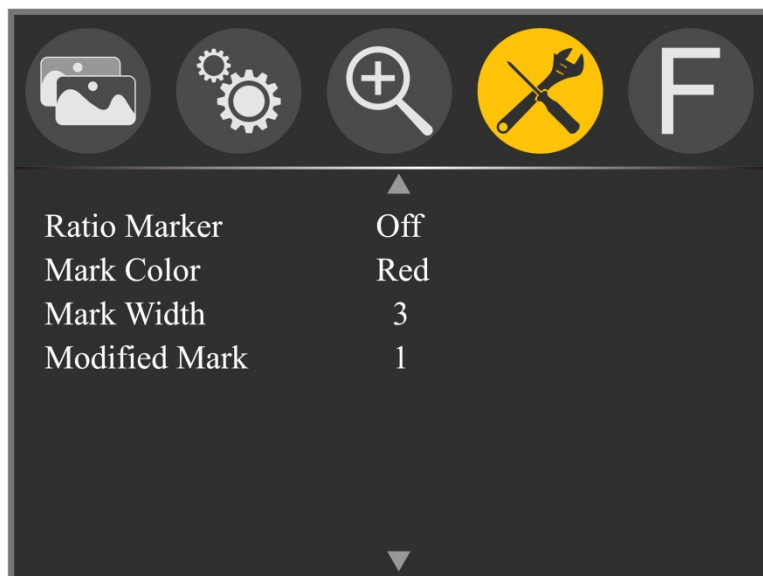 F
Ratio Marker Off
Mark Color Red
Mark Width 3
Modified Mark 1